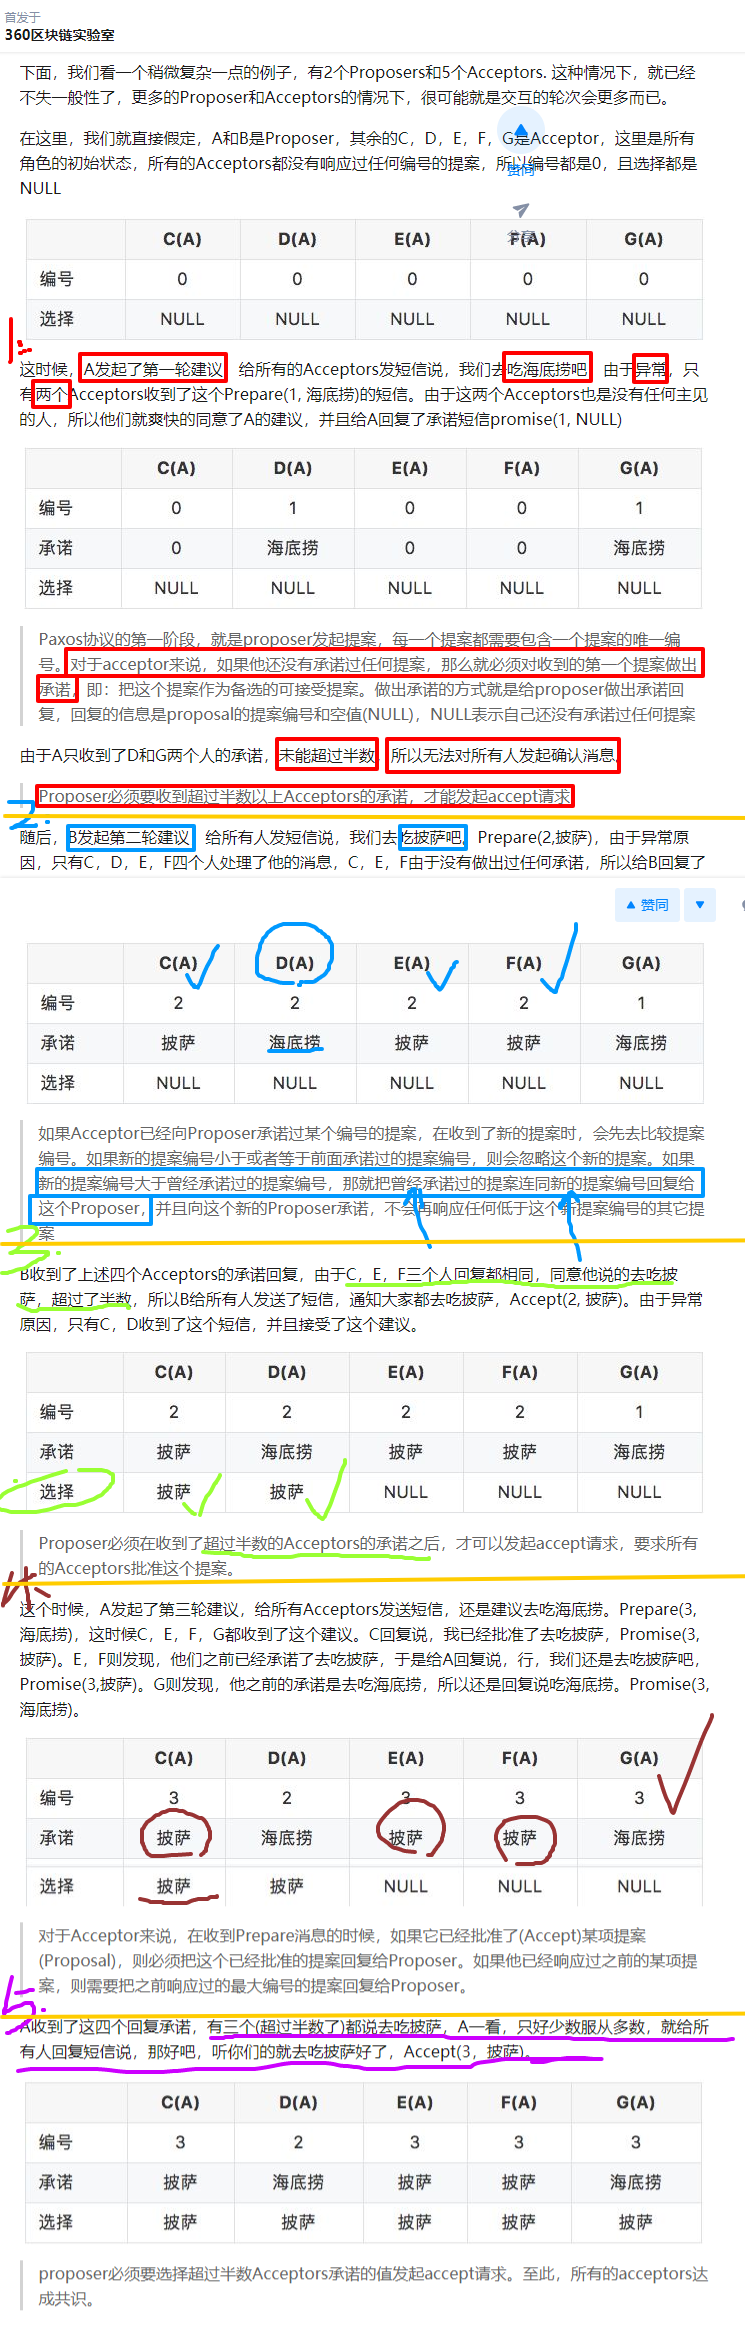 首发于
360区块链实验室
下面，我们看一个稍微复杂一点的例子，有2个Proposers和5个Acceptors. 这种情况下，就已经
不失一般性了，更多的Proposer和Acceptors的情况下，很可能就是交互的轮次会更多而已。
在这里，我们就直接假定，A和B是Proposer，其余的C，D，E，F，G是Acceptor，这里是所有
角色的初始状态，所有的Acceptors都没有响应过任何编号的提案，所以编号都是0，且选择都是
赞同
NULL
分享
C(A) D(A) E(A) F(A) G(A)
编号 0 0 0 0 0
选择 NULL NULL NULL NULL NULL
1:
这时候，A发起了第一轮建议 给所有的Acceptors发短信说，我们去吃海底捞吧 由于异常，只
有两个Acceptors收到了这个Prepare(1, 海底捞)的短信。由于这两个Acceptors也是没有任何主见
的人，所以他们就爽快的同意了A的建议，并且给A回复了承诺短信promise(1, NULL)
C(A) D(A) E(A) F(A) G(A)
编号 0 1 0 0 1
承诺 0 海底捞 0 0 海底捞
选择 NULL NULL NULL NULL NULL
Paxos协议的第一阶段，就是proposer发起提案，每一个提案都需要包含一个提案的唯一编
号。对于acceptor来说，如果他还没有承诺过任何提案，那么就必须对收到的第一个提案做出
承诺，即：把这个提案作为备选的可接受提案。做出承诺的方式就是给proposer做出承诺回
复，回复的信息是proposal的提案编号和空值(NULL)，NULL表示自己还没有承诺过任何提案
由于A只收到了D和G两个人的承诺，未能超过半数，所以无法对所有人发起确认消息.
Proposer必须要收到超过半数以上Acceptors的承诺，才能发起accept请求
2.
随后，B发起第二轮建议 给所有人发短信说，我们去吃披萨吧，Prepare(2,披萨)，由于异常原
因，只有C，D，E，F四个人处理了他的消息，C，E，F由于没有做出过任何承诺，所以给B回复了
赞同
C(A) D(A) E(A) F(A) G(A)
编号 2 2 2 2 1
承诺 披萨 海底捞 披萨 披萨 海底捞
选择 NULL NULL NULL NULL NULL
如果Acceptor已经向Proposer承诺过某个编号的提案，在收到了新的提案时，会先去比较提案
编号。如果新的提案编号小于或者等于前面承诺过的提案编号，则会忽略这个新的提案。如果
新的提案编号大于曾经承诺过的提案编号，那就把曾经承诺过的提案连同新的提案编号回复给
这个Proposer，并且向这个新的Proposer承诺，不会再响应任何低于这个新提案编号的其它提
案
3.
B收到了上述四个Acceptors的承诺回复，由于C，E，F三个人回复都相同，同意他说的去吃披
萨，超过了半数，所以B给所有人发送了短信，通知大家都去吃披萨，Accept(2, 披萨)。由于异常
原因，只有C，D收到了这个短信，并且接受了这个建议。
C(A) D(A) E(A) F(A) G(A)
编号 2 2 2 2 1
承诺 披萨 海底捞 披萨 披萨 海底捞
选择 披萨 披萨 NULL NULL NULL
Proposer必须在收到了超过半数的Acceptors的承诺之后，才可以发起accept请求，要求所有
的Acceptors批准这个提案。
这个时候，A发起了第三轮建议，给所有Acceptors发送短信，还是建议去吃海底捞。Prepare(3,
海底捞)，这时候C，E，F，G都收到了这个建议。C回复说，我已经批准了去吃披萨，Promise(3,
披萨)。E，F则发现，他们之前已经承诺了去吃披萨，于是给A回复说，行，我们还是去吃披萨吧，
Promise(3,披萨)。G则发现，他之前的承诺是去吃海底捞，所以还是回复说吃海底捞。Promise(3,
海底捞)。
C(A) D(A) E(A) F(A) G(A)
编号 3 2 3 3 3
承诺 披萨 海底捞 披萨 披萨 海底捞
选择 披萨 披萨 NULL NULL NULL
对于Acceptor来说，在收到Prepare消息的时候，如果它已经批准了(Accept)某项提案
(Proposal)，则必须把这个已经批准的提案回复给Proposer。如果他已经响应过之前的某项提
案，则需要把之前响应过的最大编号的提案回复给Proposer。
5.
A收到了这四个回复承诺，有三个(超过半数了)都说去吃披萨，A一看，只好少数服从多数，就给所
有人回复短信说，那好吧，听你们的就去吃披萨好了，Accept(3，披萨)。
C(A) D(A) E(A) F(A) G(A)
编号 3 2 3 3 3
承诺 披萨 海底捞 披萨 披萨 海底捞
选择 披萨 披萨 披萨 披萨 披萨
proposer必须要选择超过半数Acceptors承诺的值发起accept请求。至此，所有的acceptors达
成共识。